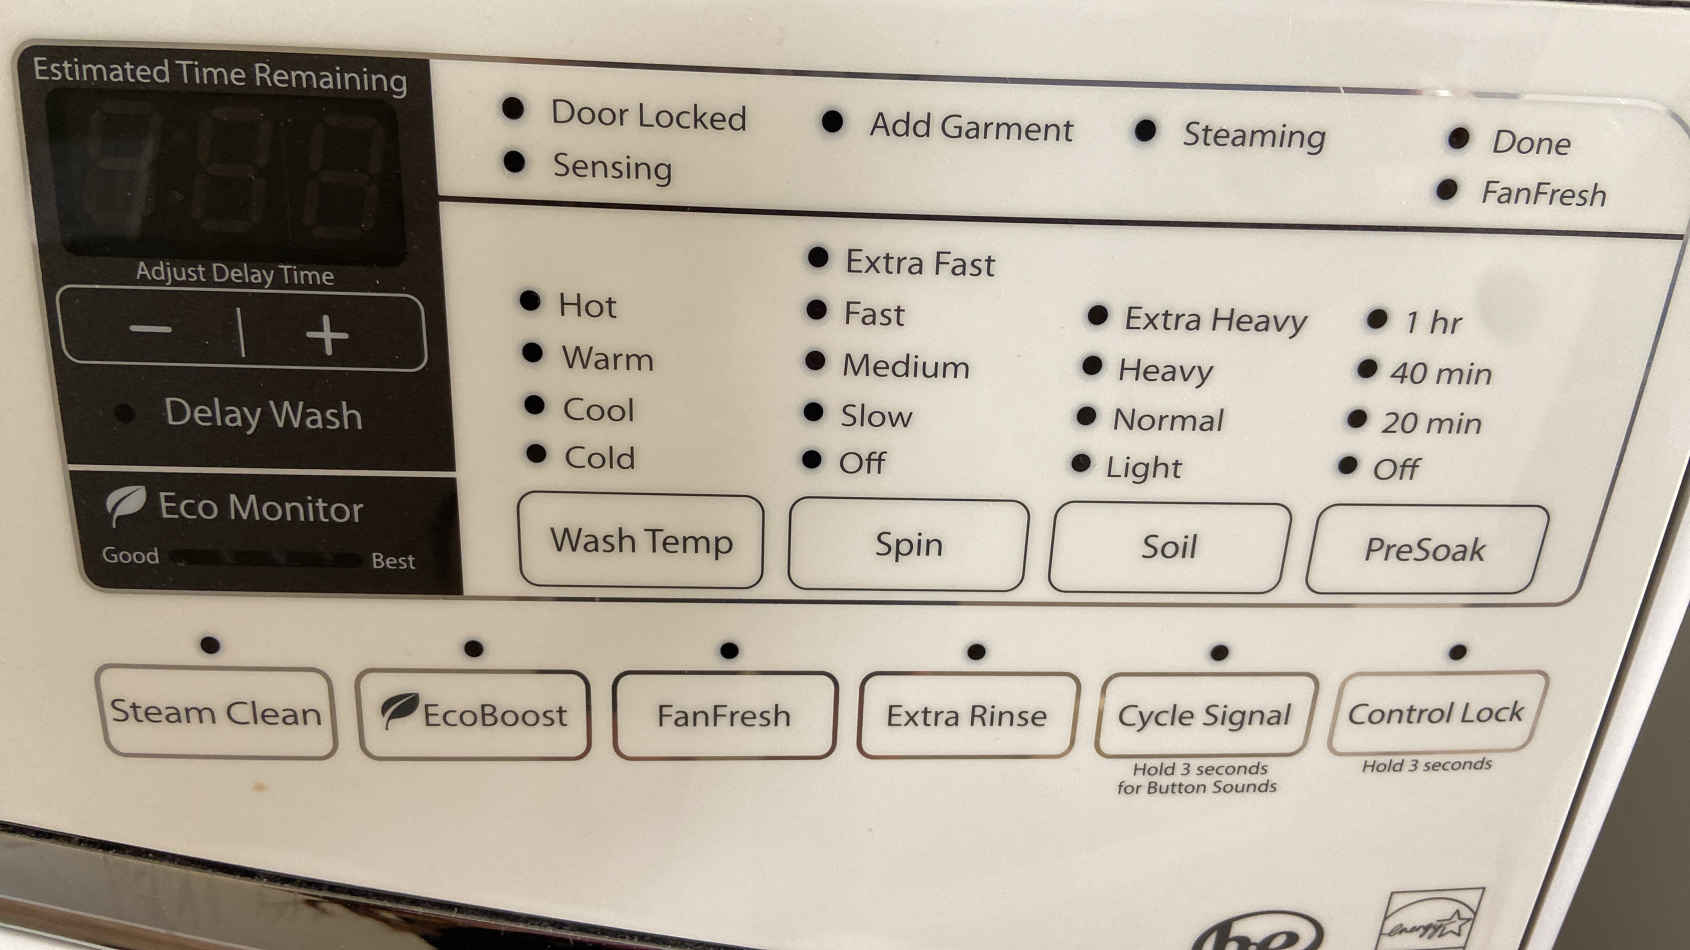 Estimated Time Remaining
Adjust Delay Time
− | +
Delay Wash
Eco Monitor
Good Best
Door Locked
Sensing
Add Garment
Steaming
Done
FanFresh
Hot
Warm
Cool
Cold
Wash Temp
Extra Fast
Fast
Medium
Slow
Off
Spin
Extra Heavy
Heavy
Normal
Light
Soil
1 hr
40 min
20 min
Off
PreSoak
Steam Clean
EcoBoost
FanFresh
Extra Rinse
Cycle Signal
Hold 3 seconds
for Button Sounds
Control Lock
Hold 3 seconds
he
energy